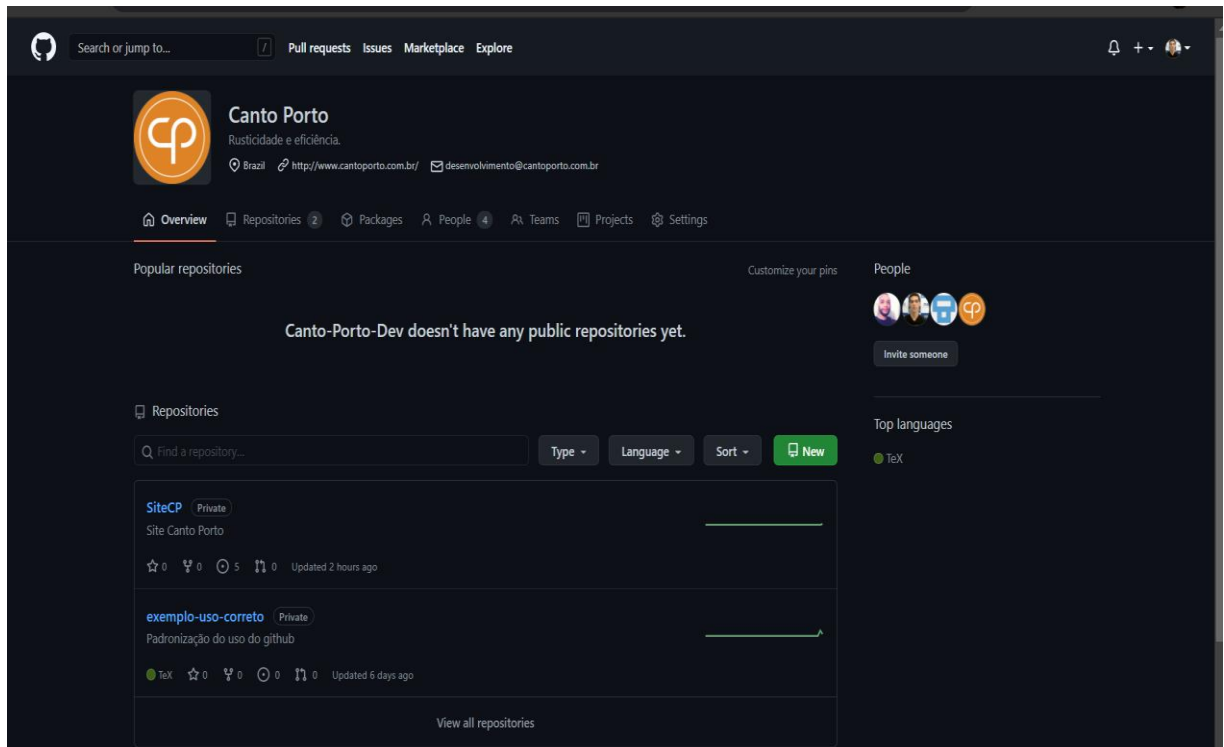 Search or jump to... / Pull requests Issues Marketplace Explore
Canto Porto
Rusticidade e eficiência.
Brazil http://www.cantoporto.com.br/ desenvolvimento@cantoporto.com.br
Overview Repositories 2 Packages People 4 Teams Projects Settings
Popular repositories Customize your pins
Canto-Porto-Dev doesn't have any public repositories yet.
People
Invite someone
Repositories
Find a repository... Type Language Sort New
Top languages
TeX
SiteCP Private
Site Canto Porto
0 0 5 0 Updated 2 hours ago
exemplo-uso-correto Private
Padronização do uso do github
TeX 0 0 0 0 Updated 6 days ago
View all repositories